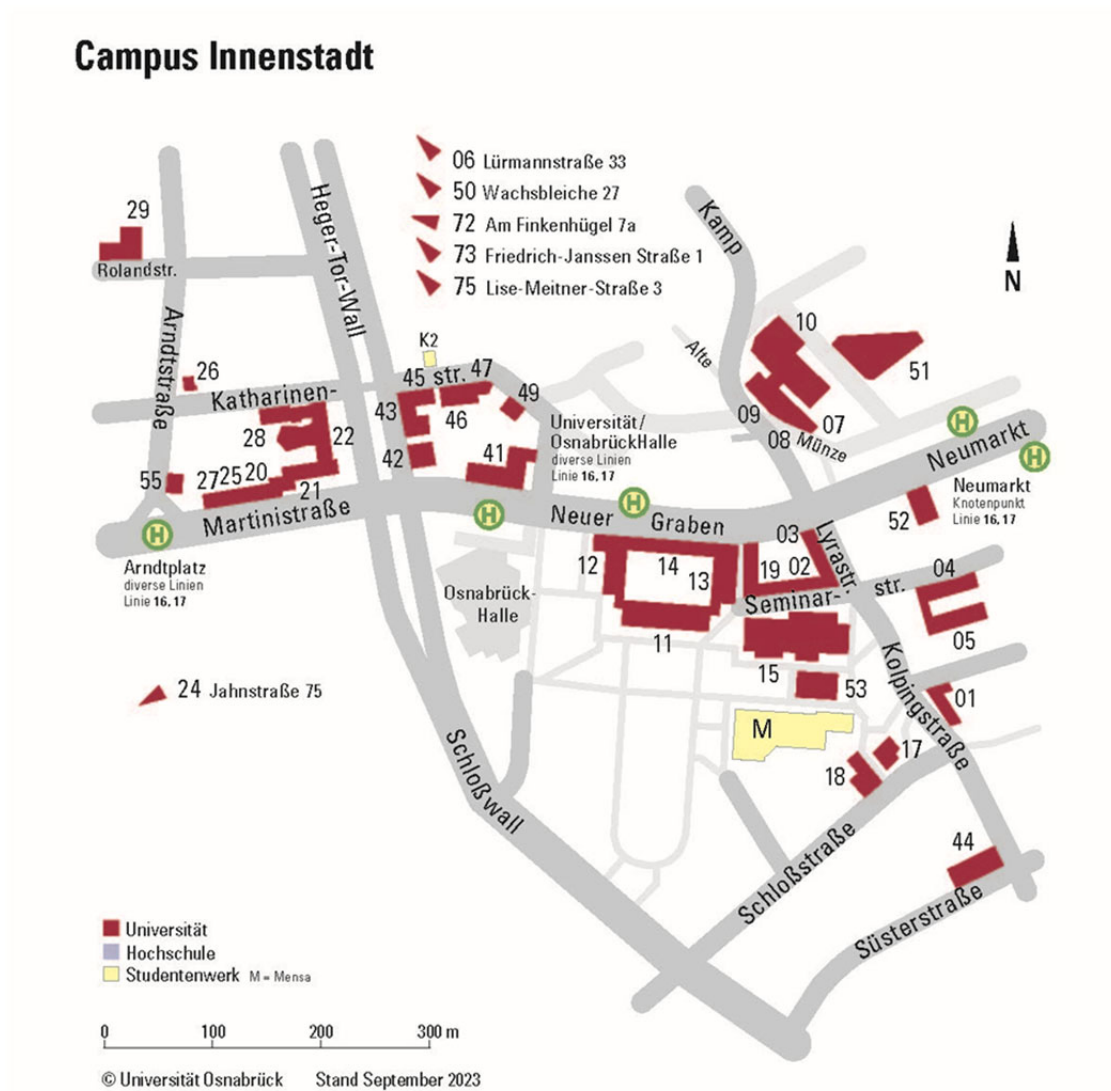 Campus Innenstadt
06 Lürmannstraße 33
50 Wachsbleiche 27
72 Am Finkenhügel 7a
73 Friedrich-Janssen Straße 1
75 Lise-Meitner-Straße 3
29
Rolandstr.
Heger-Tor-Wall
Kamp
N
Arndtstraße
K2
Alte
10
51
26
Katharinen-
45 str. 47
43
46
49
09
08
07
Münze
28
22
42
41
Universität/
OsnabrückHalle
diverse Linien
Linie 16, 17
H
Neumarkt
H
Neumarkt
Knotenpunkt
Linie 16, 17
55
27 25 20
21
Martinistraße
H
H
Neuer Graben
52
H
Arndtplatz
diverse Linien
Linie 16, 17
Osnabrück-
Halle
12
14
13
11
03
19 02
Lyrastr.
Seminar-
str.
04
05
15
53
M
Kolpingstraße
01
17
18
24 Jahnstraße 75
Schloßwall
Schloßstraße
44
Süsterstraße
Universität
Hochschule
Studentenwerk M = Mensa
0 100 200 300 m
© Universität Osnabrück Stand September 2023